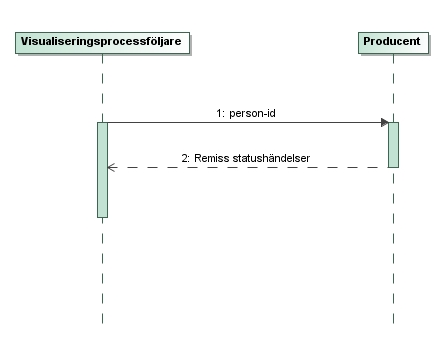 Visualiseringsprocessföljare
Producent
1: person-id
2: Remiss statushändelser